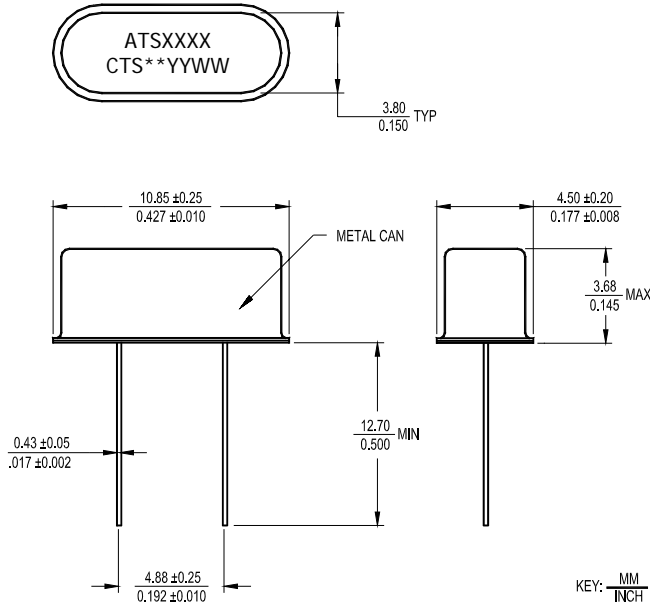 ATSXXXX
CTS**YYWW
3.80
0.150
TYP
10.85 ±0.25
0.427 ±0.010
4.50 ±0.20
0.177 ±0.008
METAL CAN
3.68
0.145
MAX
12.70
0.500
MIN
0.43 ±0.05
.017 ±0.002
4.88 ±0.25
0.192 ±0.010
KEY: MM
INCH